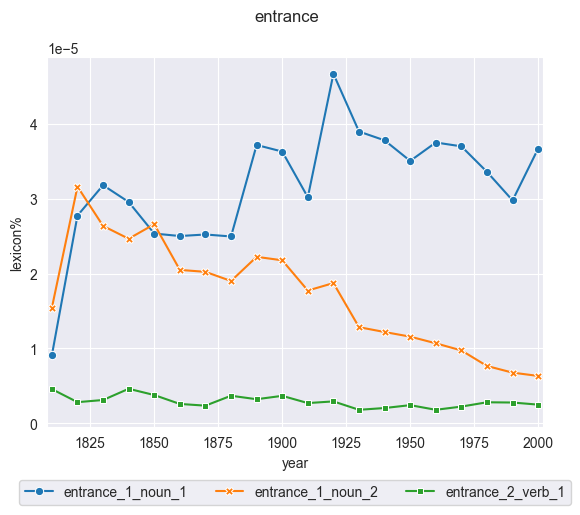 entrance
1e−5
4
3
2
1
0
lexicon%
1825 1850 1875 1900 1925 1950 1975 2000
year
entrance_1_noun_1 entrance_1_noun_2 entrance_2_verb_1